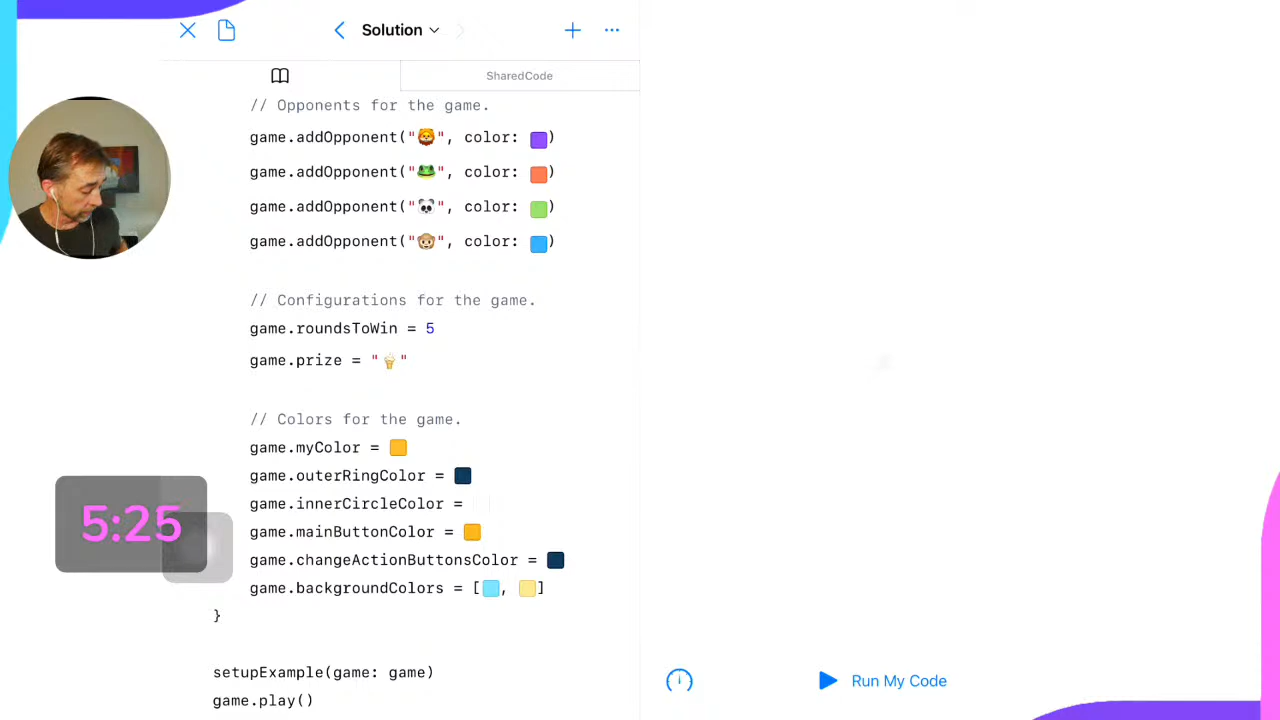 Solution
SharedCode
// Opponents for the game.
game.addOpponent("🦁", color: )
game.addOpponent("🐸", color: )
game.addOpponent("🐼", color: )
game.addOpponent("🐵", color: )
// Configurations for the game.
game.roundsToWin = 5
game.prize = "🍦"
// Colors for the game.
game.myColor =
game.outerRingColor =
game.innerCircleColor =
game.mainButtonColor =
game.changeActionButtonsColor =
game.backgroundColors = [ , ]
}
setupExample(game: game)
game.play()
5:25
Run My Code